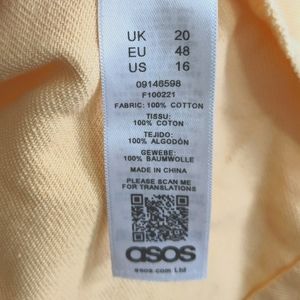 UK 20
EU 48
US 16
09146598
F100221
FABRIC: 100% COTTON
TISSU:
100% COTON
TEJIDO:
100% ALGODÓN
GEWEBE:
100% BAUMWOLLE
MADE IN CHINA
PLEASE SCAN ME
FOR TRANSLATIONS
asos
asos.com Ltd